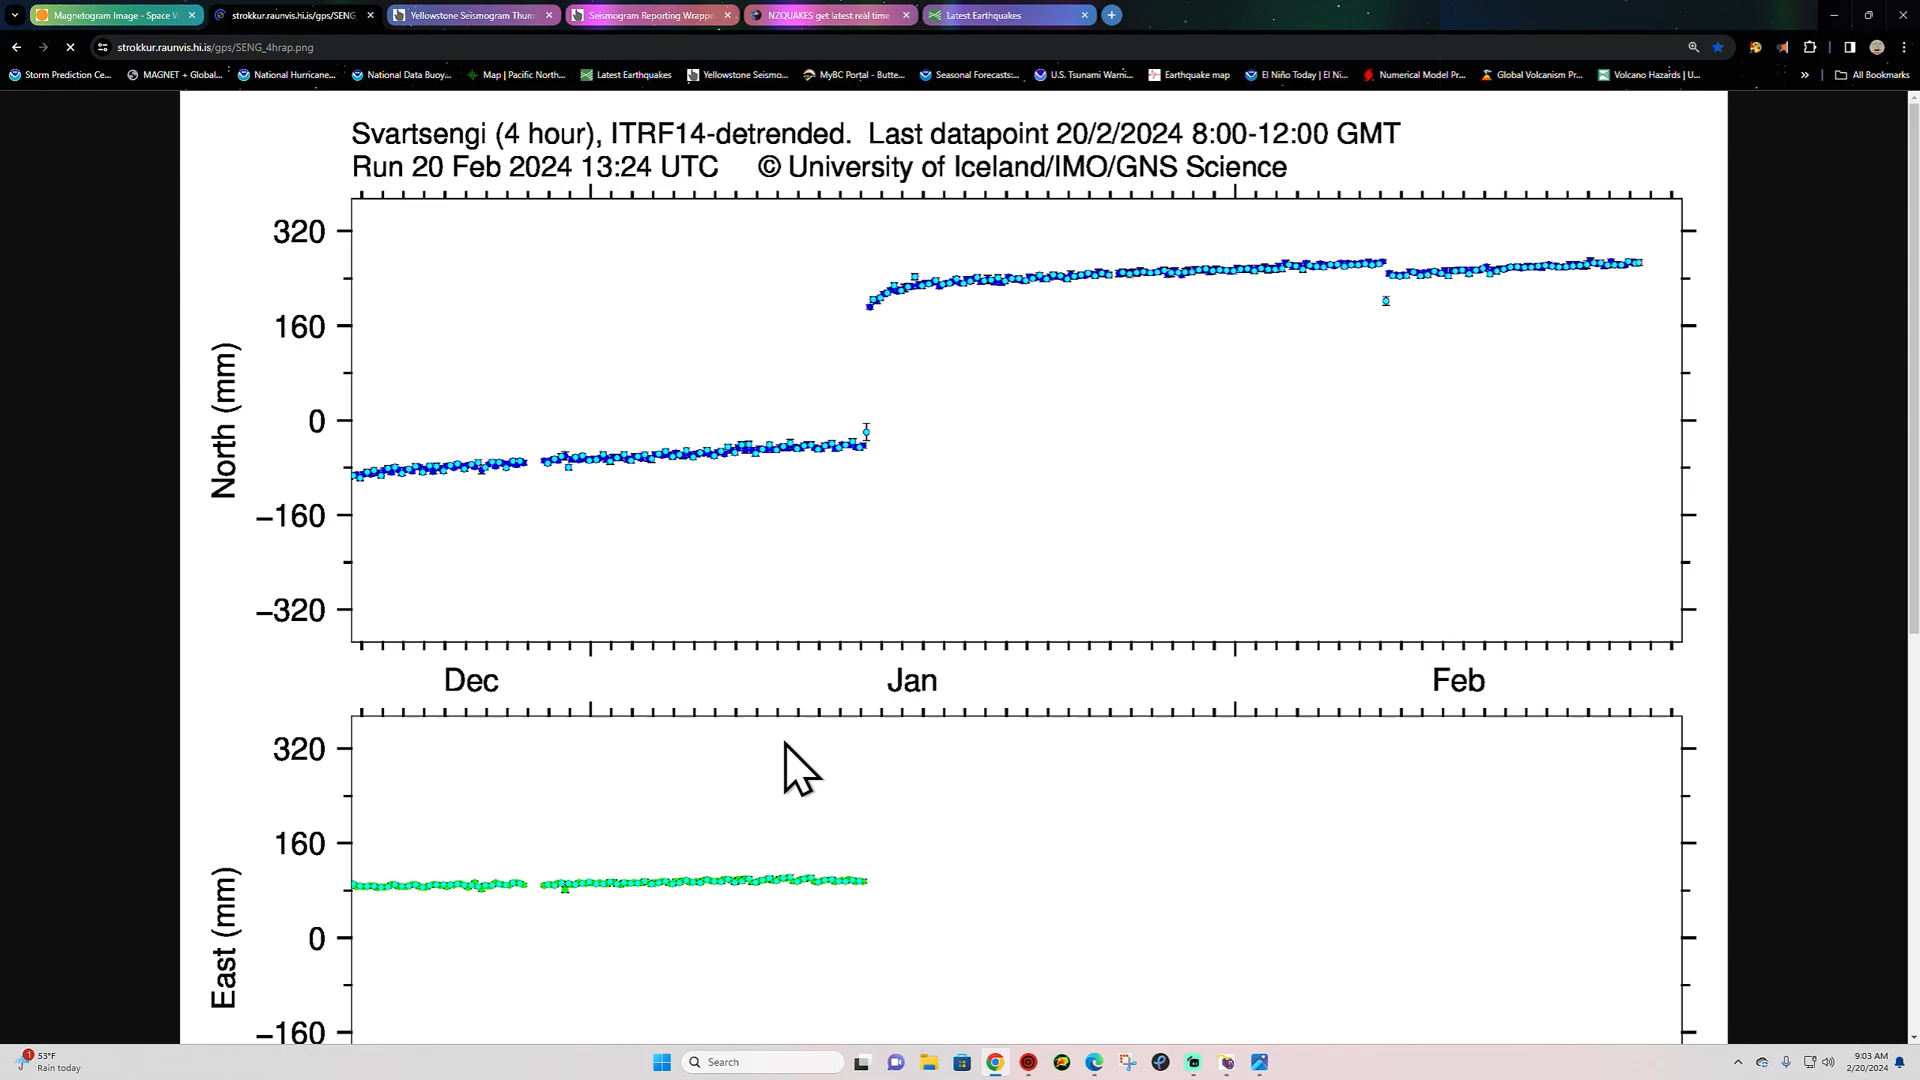 Magnetogram Image - Space W
strokkur.raunvis.hi.is/gps/SENG_
Yellowstone Seismogram Thum
Seismogram Reporting Wrappe
NZQUAKES get latest real time
Latest Earthquakes
strokkur.raunvis.hi.is/gps/SENG_4hrap.png
Storm Prediction Ce...
MAGNET + Global...
National Hurricane...
National Data Buoy...
Map | Pacific North...
Latest Earthquakes
Yellowstone Seismo...
MyBC Portal - Butte...
Seasonal Forecasts:...
U.S. Tsunami Warni...
Earthquake map
El Niño Today | El Ni...
Numerical Model Pr...
Global Volcanism Pr...
Volcano Hazards | U...
»
All Bookmarks
Svartsengi (4 hour), ITRF14-detrended. Last datapoint 20/2/2024 8:00-12:00 GMT
Run 20 Feb 2024 13:24 UTC © University of Iceland/IMO/GNS Science
320
160
0
−160
−320
North (mm)
Dec Jan Feb
320
160
0
−160
East (mm)
1
53°F
Rain today
Search
9:03 AM
2/20/2024